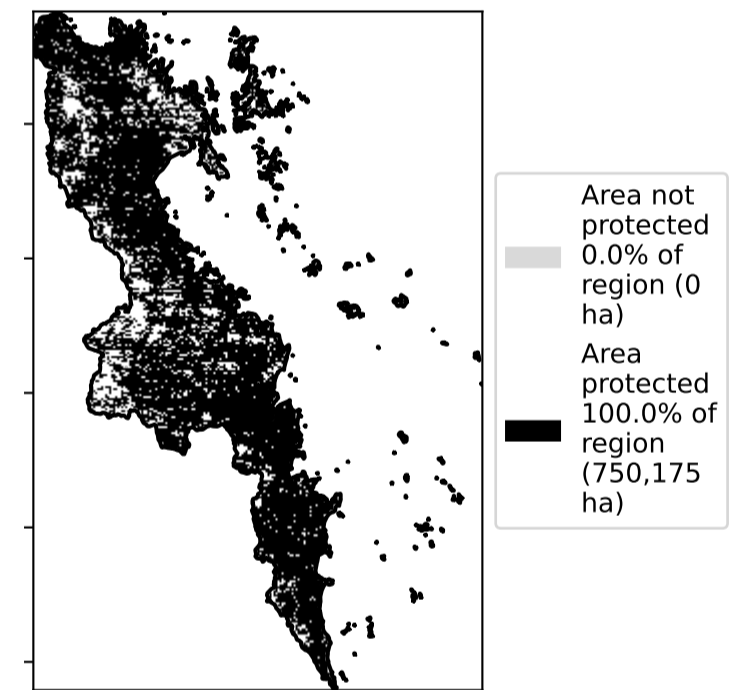 Area not
protected
0.0% of
region (0
ha)
Area
protected
100.0% of
region
(750,175
ha)